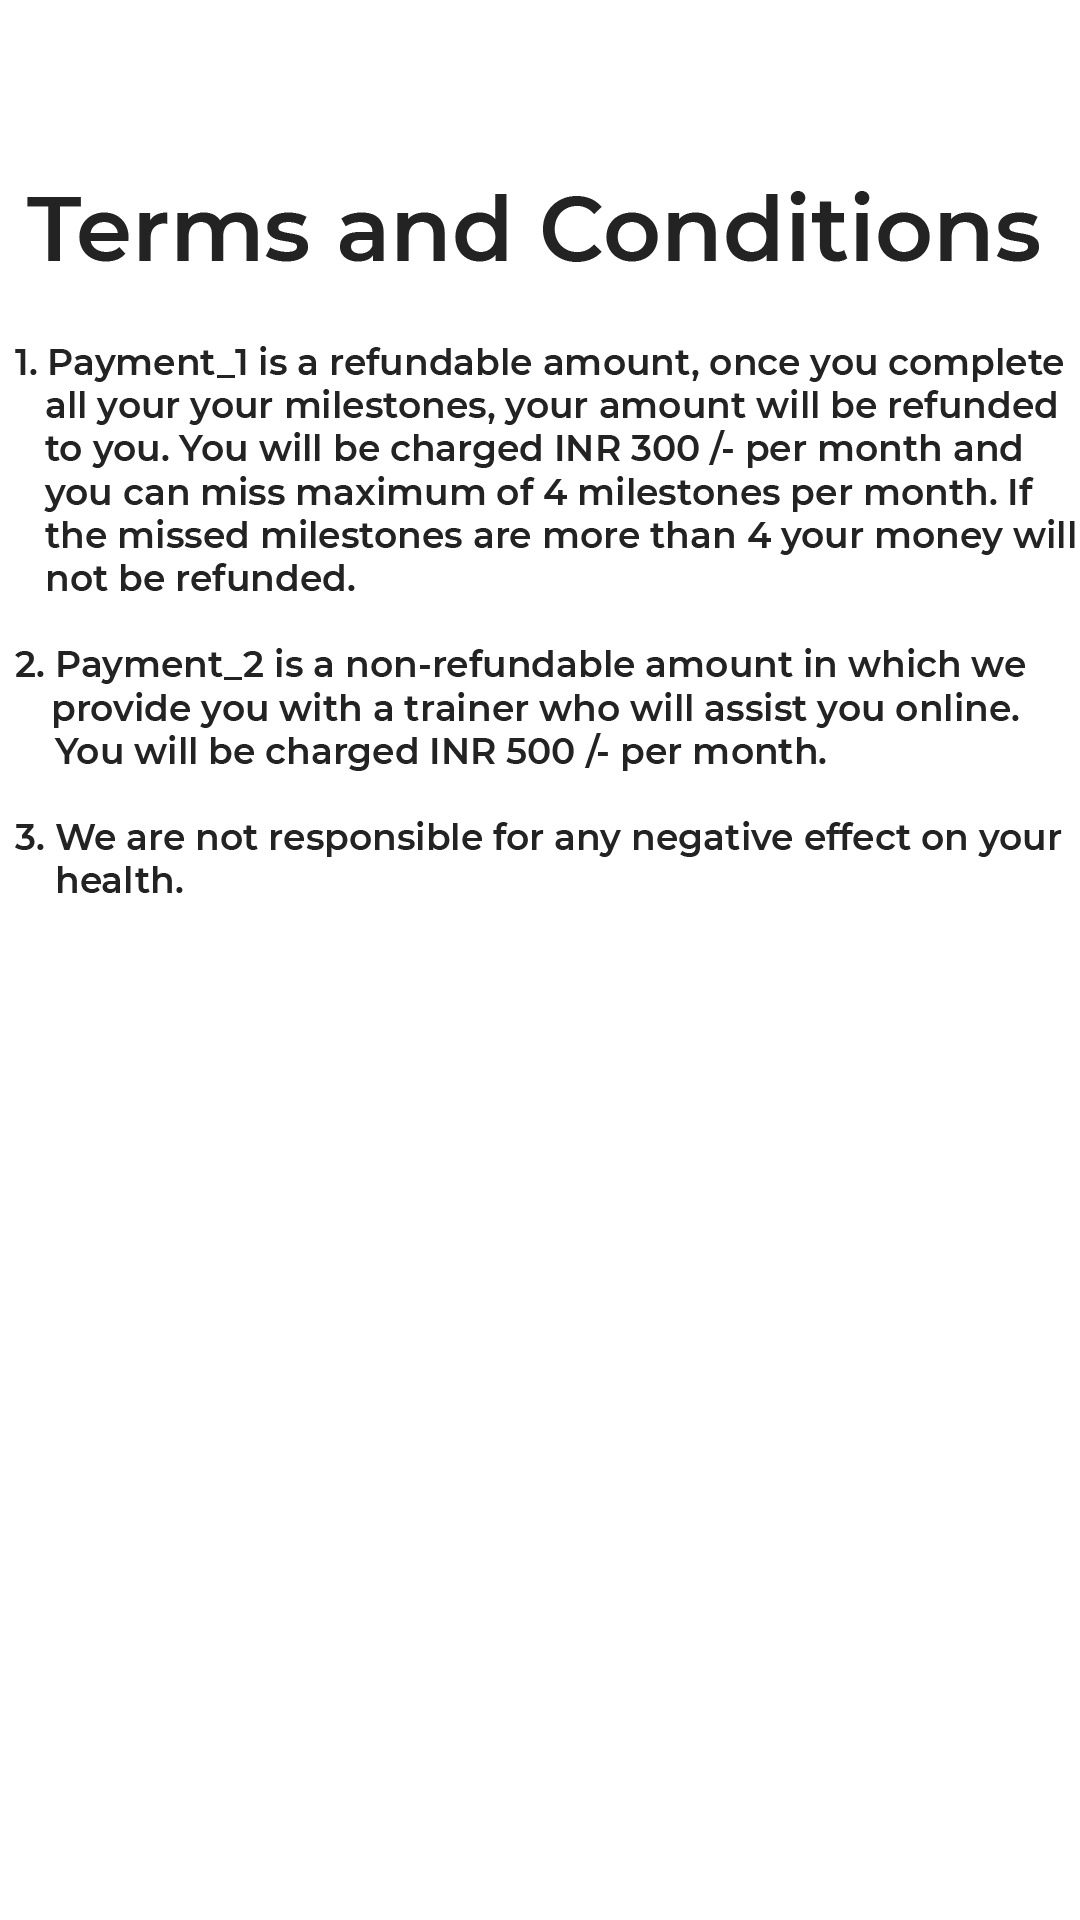 Terms and Conditions
1. Payment_1 is a refundable amount, once you complete
all your your milestones, your amount will be refunded
to you. You will be charged INR 300 /- per month and
you can miss maximum of 4 milestones per month. If
the missed milestones are more than 4 your money will
not be refunded.
2. Payment_2 is a non-refundable amount in which we
provide you with a trainer who will assist you online.
You will be charged INR 500 /- per month.
3. We are not responsible for any negative effect on your
health.